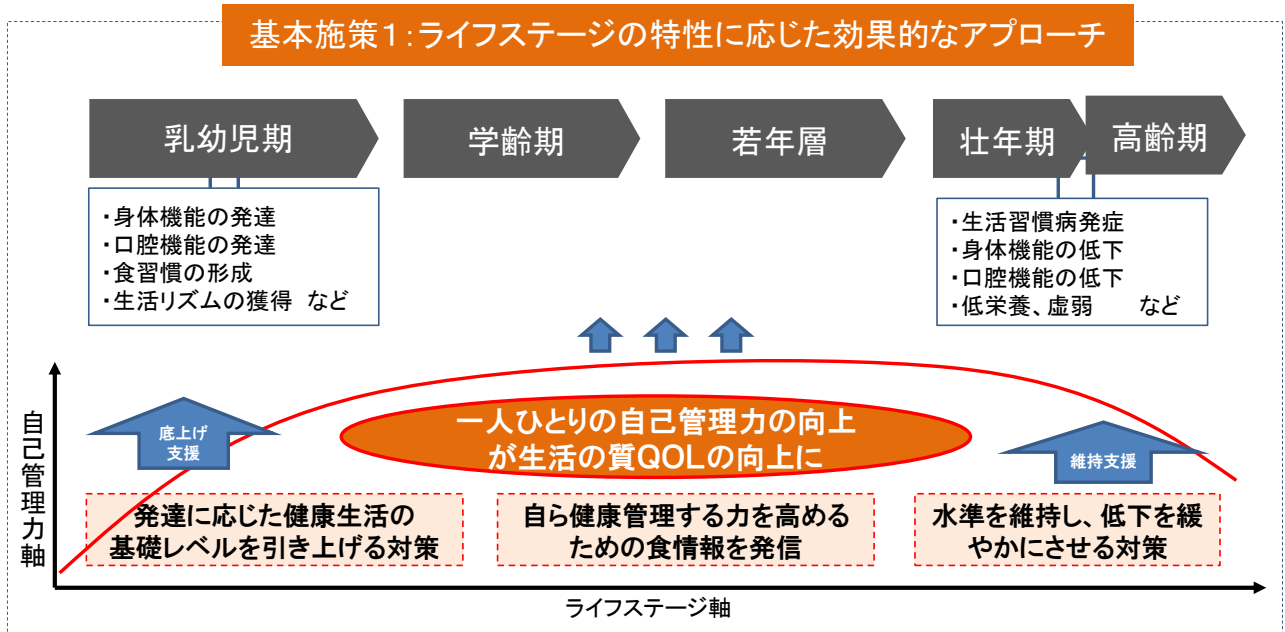 基本施策１：ライフステージの特性に応じた効果的なアプローチ
乳幼児期
学齢期
若年層
壮年期
高齢期
・身体機能の発達
・口腔機能の発達
・食習慣の形成
・生活リズムの獲得 など
・生活習慣病発症
・身体機能の低下
・口腔機能の低下
・低栄養、虚弱 など
自己管理力軸
底上げ
支援
一人ひとりの自己管理力の向上
が生活の質QOLの向上に
維持支援
発達に応じた健康生活の
基礎レベルを引き上げる対策
自ら健康管理する力を高める
ための食情報を発信
水準を維持し、低下を緩
やかにさせる対策
ライフステージ軸